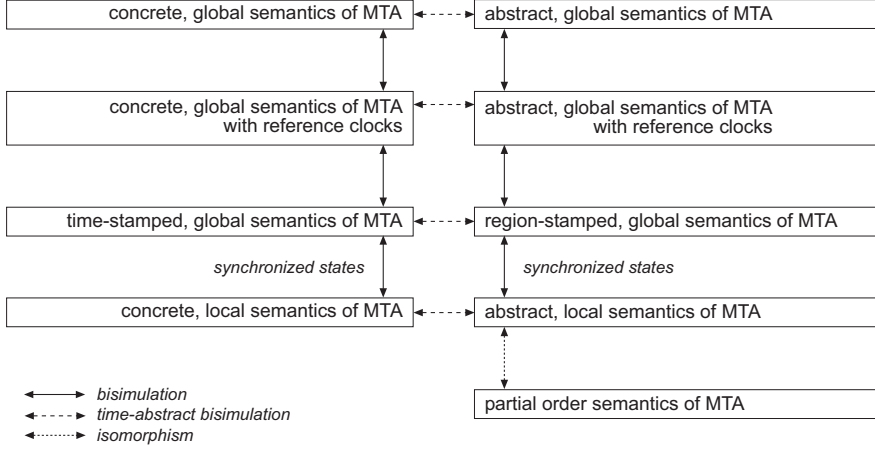 concrete, global semantics of MTA
abstract, global semantics of MTA
concrete, global semantics of MTA
with reference clocks
abstract, global semantics of MTA
with reference clocks
time-stamped, global semantics of MTA
region-stamped, global semantics of MTA
synchronized states
synchronized states
concrete, local semantics of MTA
abstract, local semantics of MTA
bisimulation
time-abstract bisimulation
isomorphism
partial order semantics of MTA